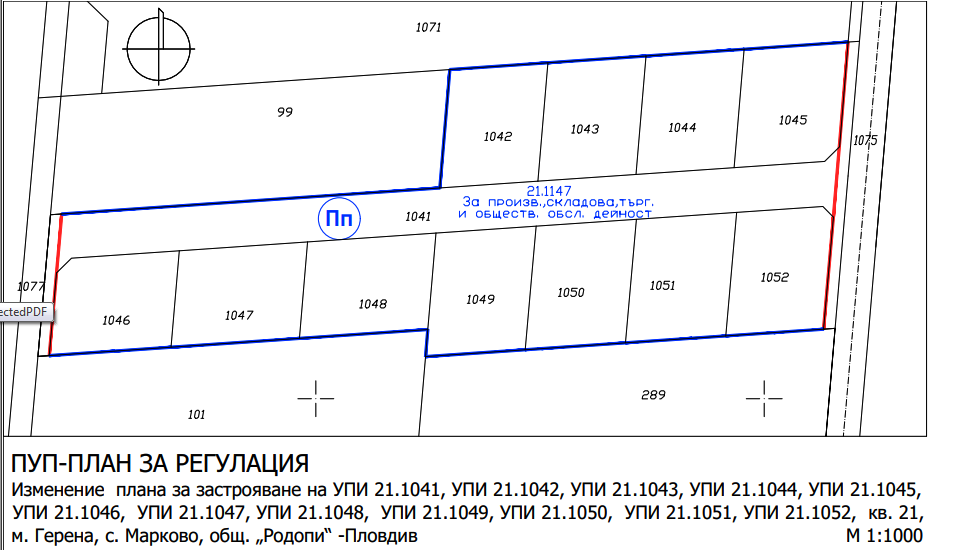 1071
99
1042
1043
1044
1045
1075
21.1147
За произв.,складова,търг.
и обществ. обсл. дейност
Пп
1041
1077
ectedPDF
1046
1047
1048
1049
1050
1051
1052
101
289
ПУП-ПЛАН ЗА РЕГУЛАЦИЯ
Изменение плана за застрояване на УПИ 21.1041, УПИ 21.1042, УПИ 21.1043, УПИ 21.1044, УПИ 21.1045,
УПИ 21.1046, УПИ 21.1047, УПИ 21.1048, УПИ 21.1049, УПИ 21.1050, УПИ 21.1051, УПИ 21.1052, кв. 21,
м. Герена, с. Марково, общ. „Родопи“ -Пловдив М 1:1000